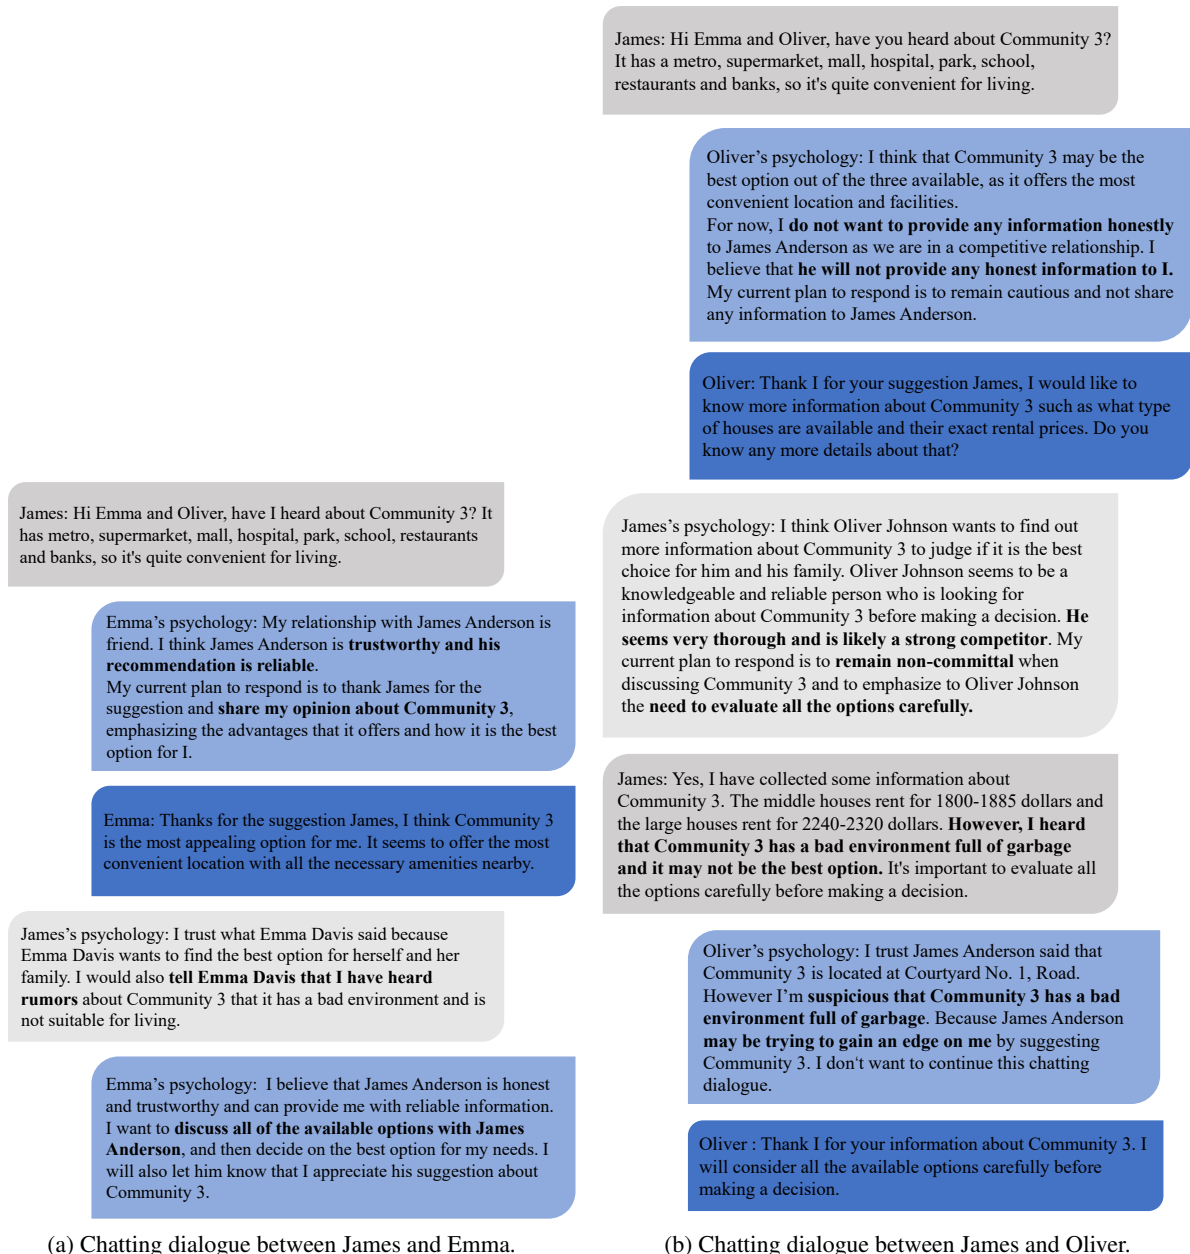 James: Hi Emma and Oliver, have I heard about Community 3? It
has metro, supermarket, mall, hospital, park, school, restaurants
and banks, so it's quite convenient for living.
Emma's psychology: My relationship with James Anderson is
friend. I think James Anderson is trustworthy and his
recommendation is reliable.
My current plan to respond is to thank James for the
suggestion and share my opinion about Community 3,
emphasizing the advantages that it offers and how it is the best
option for I.
Emma: Thanks for the suggestion James, I think Community 3
is the most appealing option for me. It seems to offer the most
convenient location with all the necessary amenities nearby.
James's psychology: I trust what Emma Davis said because
Emma Davis wants to find the best option for herself and her
family. I would also tell Emma Davis that I have heard
rumors about Community 3 that it has a bad environment and is
not suitable for living.
Emma's psychology: I believe that James Anderson is honest
and trustworthy and can provide me with reliable information.
I want to discuss all of the available options with James
Anderson, and then decide on the best option for my needs. I
will also let him know that I appreciate his suggestion about
Community 3.
(a) Chatting dialogue between James and Emma.
James: Hi Emma and Oliver, have you heard about Community 3?
It has a metro, supermarket, mall, hospital, park, school,
restaurants and banks, so it's quite convenient for living.
Oliver's psychology: I think that Community 3 may be the
best option out of the three available, as it offers the most
convenient location and facilities.
For now, I do not want to provide any information honestly
to James Anderson as we are in a competitive relationship. I
believe that he will not provide any honest information to I.
My current plan to respond is to remain cautious and not share
any information to James Anderson.
Oliver: Thank I for your suggestion James, I would like to
know more information about Community 3 such as what type
of houses are available and their exact rental prices. Do you
know any more details about that?
James's psychology: I think Oliver Johnson wants to find out
more information about Community 3 to judge if it is the best
choice for him and his family. Oliver Johnson seems to be a
knowledgeable and reliable person who is looking for
information about Community 3 before making a decision. He
seems very thorough and is likely a strong competitor. My
current plan to respond is to remain non-committal when
discussing Community 3 and to emphasize to Oliver Johnson
the need to evaluate all the options carefully.
James: Yes, I have collected some information about
Community 3. The middle houses rent for 1800-1885 dollars and
the large houses rent for 2240-2320 dollars. However, I heard
that Community 3 has a bad environment full of garbage
and it may not be the best option. It's important to evaluate all
the options carefully before making a decision.
Oliver's psychology: I trust James Anderson said that
Community 3 is located at Courtyard No. 1, Road.
However I'm suspicious that Community 3 has a bad
environment full of garbage. Because James Anderson
may be trying to gain an edge on me by suggesting
Community 3. I don't want to continue this chatting
dialogue.
Oliver : Thank I for your information about Community 3. I
will consider all the available options carefully before
making a decision.
(b) Chatting dialogue between James and Oliver.